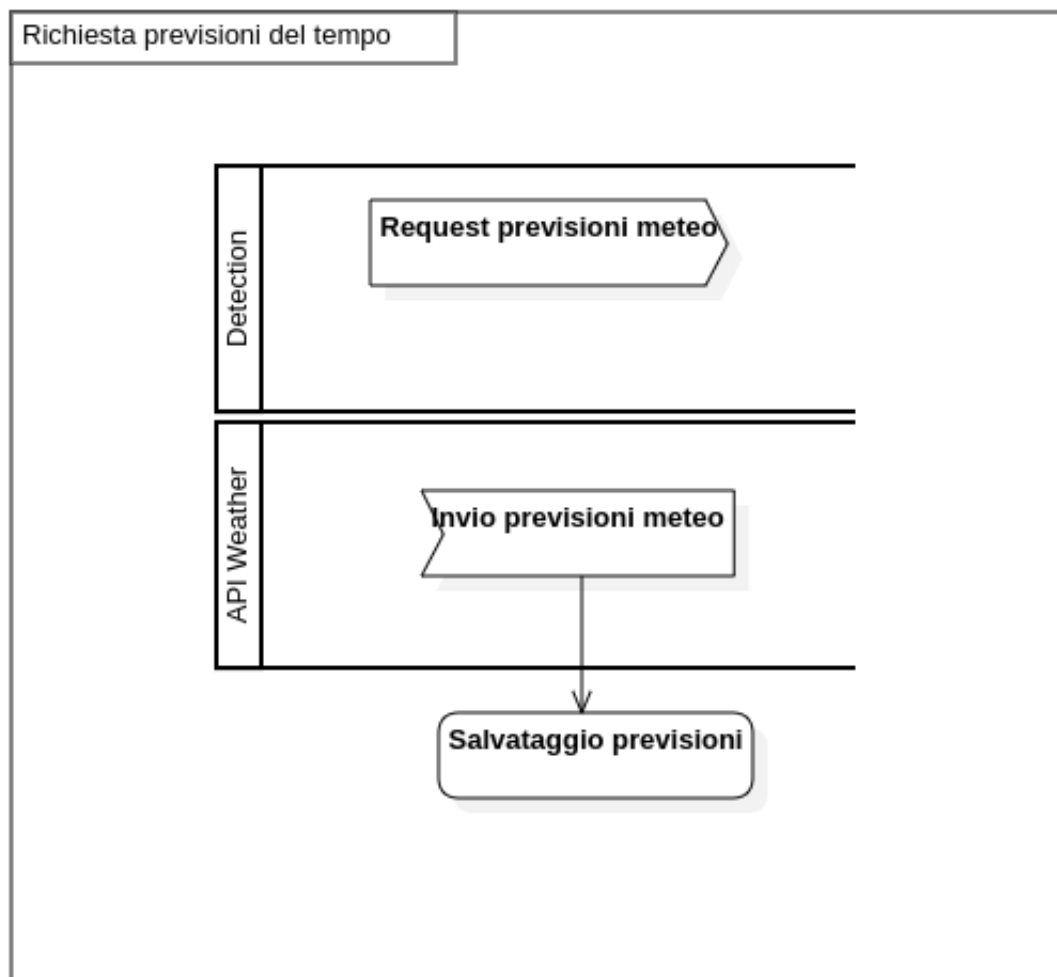 Richiesta previsioni del tempo
Detection
Request previsioni meteo
API Weather
Invio previsioni meteo
Salvataggio previsioni